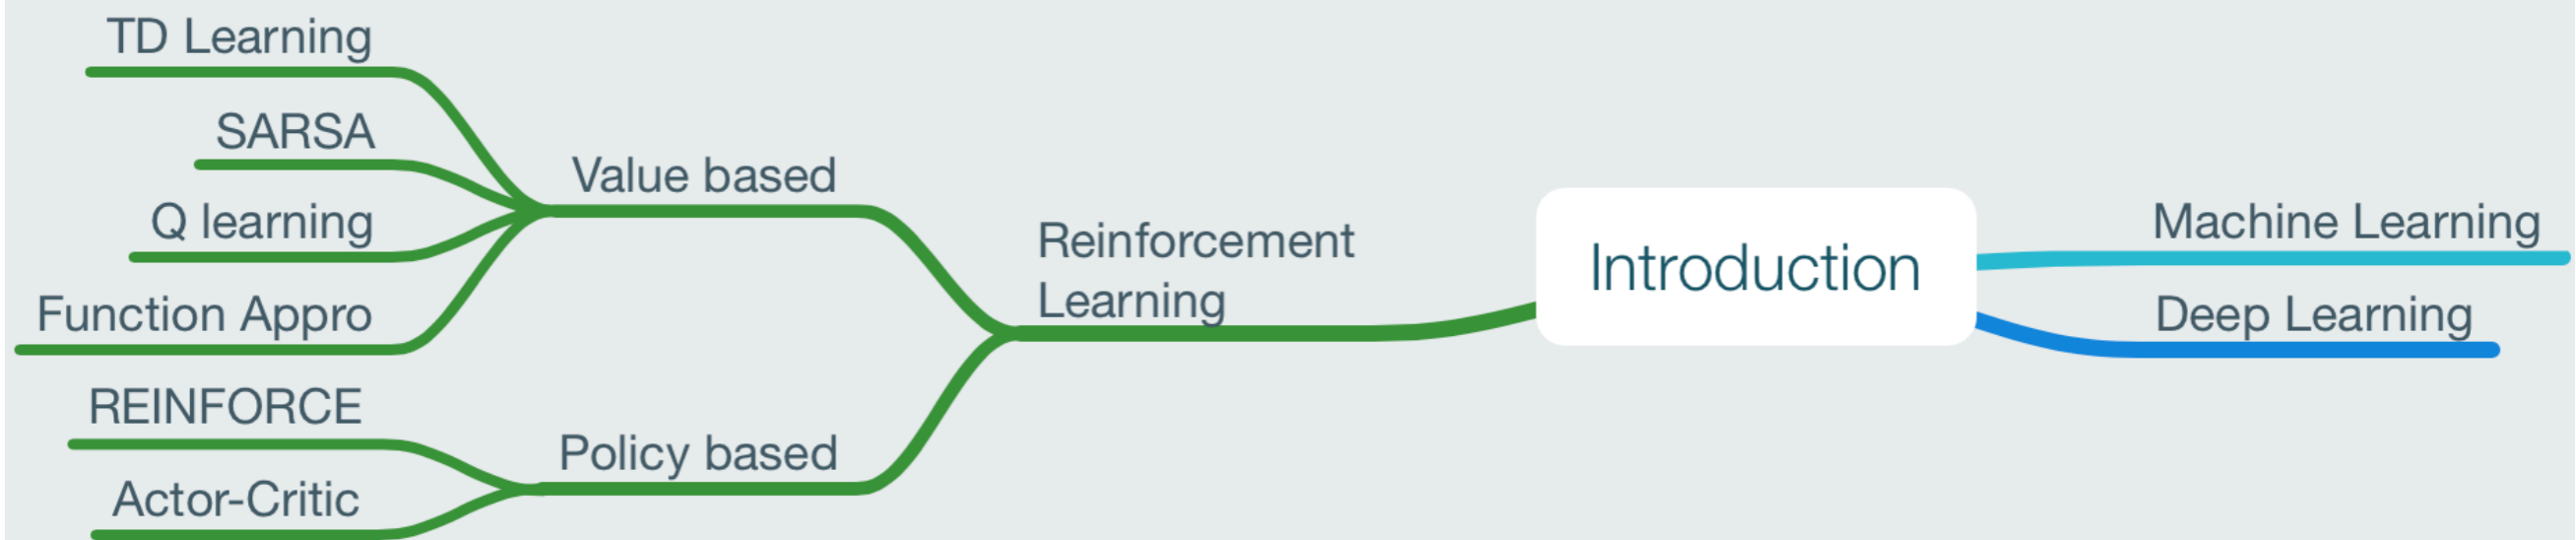 TD Learning
SARSA
Q learning
Function Appro
REINFORCE
Actor-Critic
Value based
Policy based
Reinforcement
Learning
Introduction
Machine Learning
Deep Learning